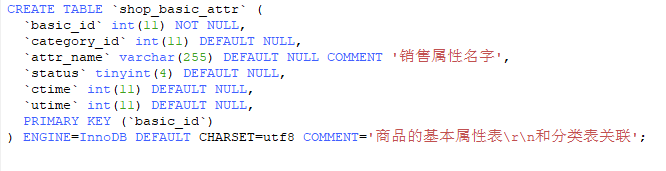 CREATE TABLE `shop_basic_attr` (
`basic_id` int(11) NOT NULL,
`category_id` int(11) DEFAULT NULL,
`attr_name` varchar(255) DEFAULT NULL COMMENT '销售属性名字',
`status` tinyint(4) DEFAULT NULL,
`ctime` int(11) DEFAULT NULL,
`utime` int(11) DEFAULT NULL,
PRIMARY KEY (`basic_id`)
) ENGINE=InnoDB DEFAULT CHARSET=utf8 COMMENT='商品的基本属性表\r\n和分类表关联';